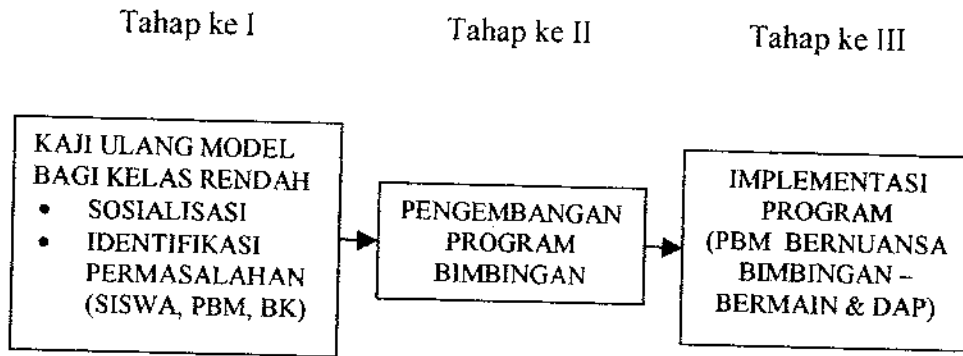 Tahap ke I
Tahap ke II
Tahap ke III
KAJI ULANG MODEL
BAGI KELAS RENDAH
• SOSIALISASI
• IDENTIFIKASI
PERMASALAHAN
(SISWA, PBM, BK)
PENGEMBANGAN
PROGRAM
BIMBINGAN
IMPLEMENTASI
PROGRAM
(PBM BERNUANSA
BIMBINGAN –
BERMAIN & DAP)